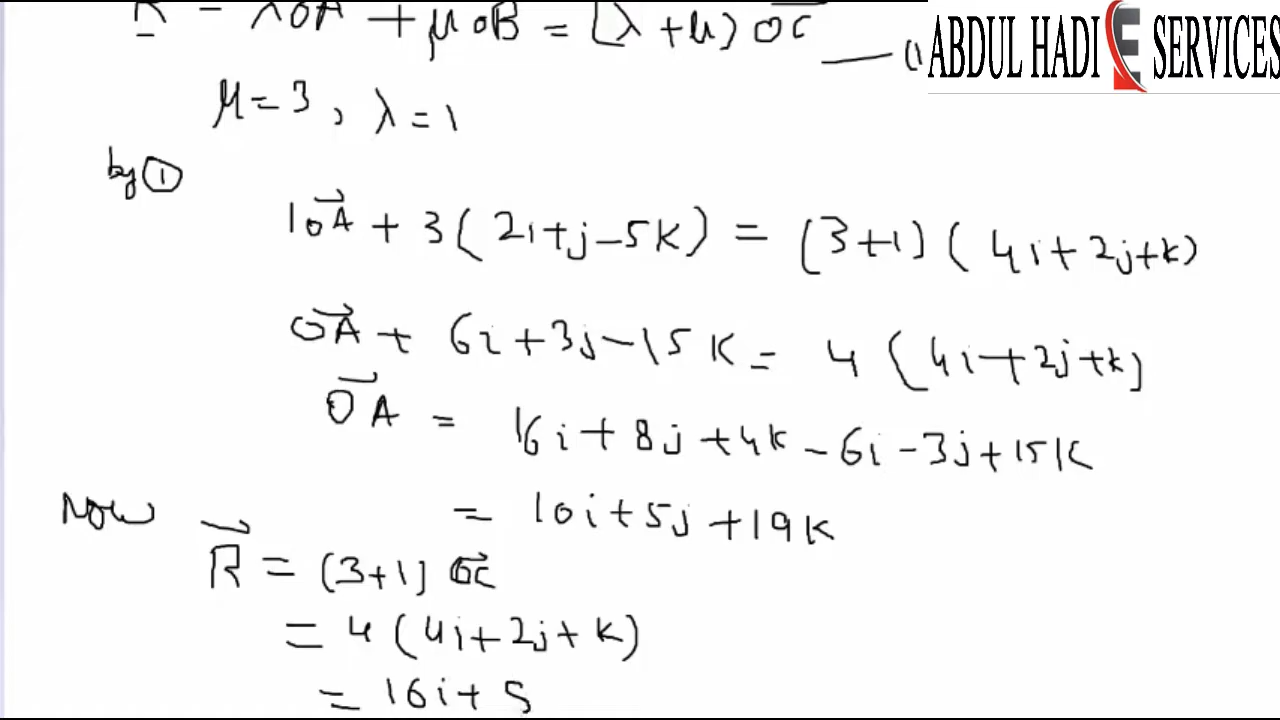 R = λOA + μOB = (λ+μ) OC — (1
ABDUL HADI E SERVICES
μ = 3, λ = 1
by ①
1OA + 3(2i+j-5k) = (3+1)(4i+2j+k)
OA + 6i+3j-15k = 4(4i+2j+k)
OA = 16i+8j+4k-6i-3j+15k
Now = 10i+5j+19k
R = (3+1) OC
= 4(4i+2j+k)
= 16i+